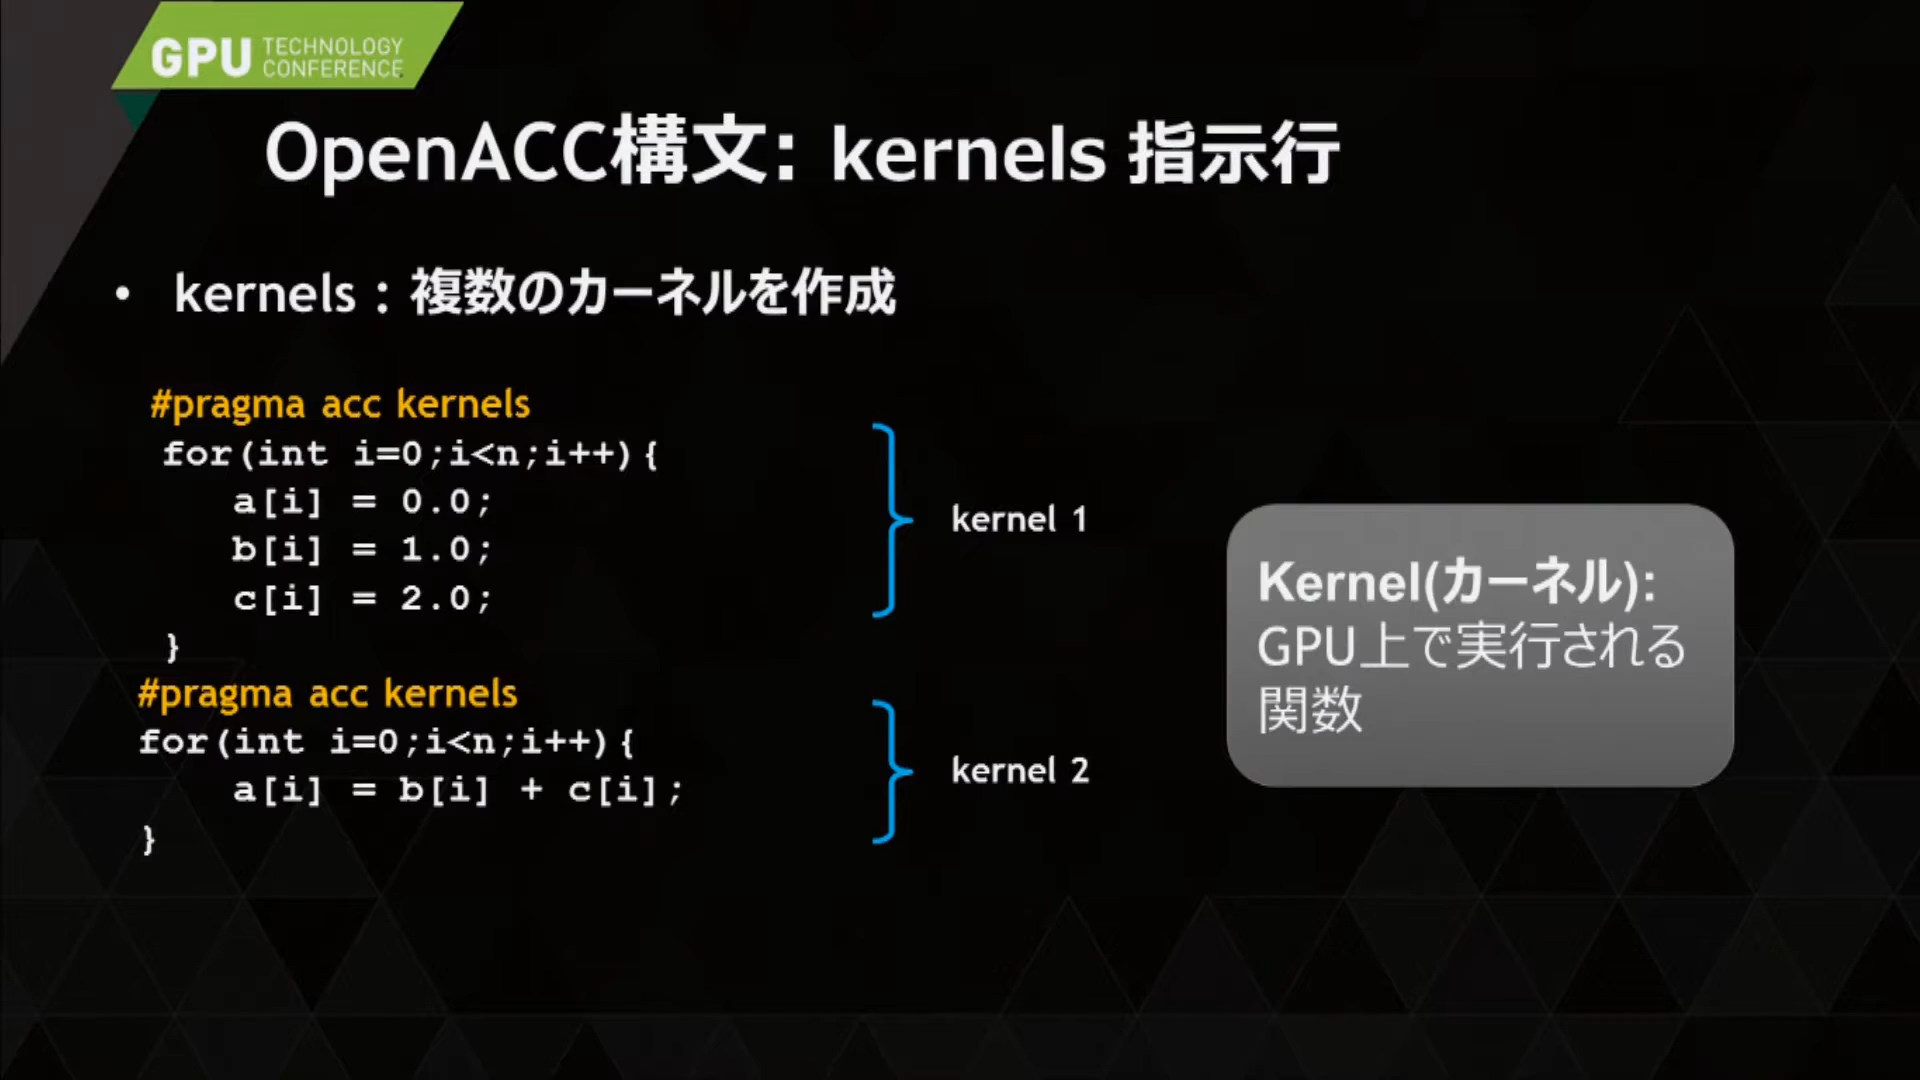 GPU TECHNOLOGY CONFERENCE
OpenACC構文: kernels 指示行
• kernels : 複数のカーネルを作成
#pragma acc kernels
for(int i=0;i<n;i++){
a[i] = 0.0;
b[i] = 1.0;
c[i] = 2.0;
}
kernel 1
#pragma acc kernels
for(int i=0;i<n;i++){
a[i] = b[i] + c[i];
}
kernel 2
Kernel(カーネル):
GPU上で実行される
関数